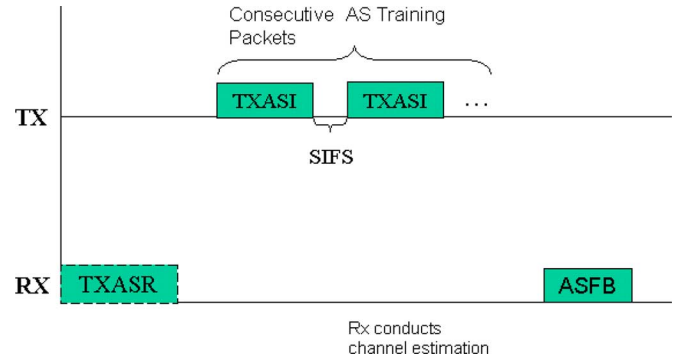 Consecutive AS Training
Packets
TXASI
TXASI
...
TX
SIFS
RX
TXASR
ASFB
Rx conducts
channel estimation